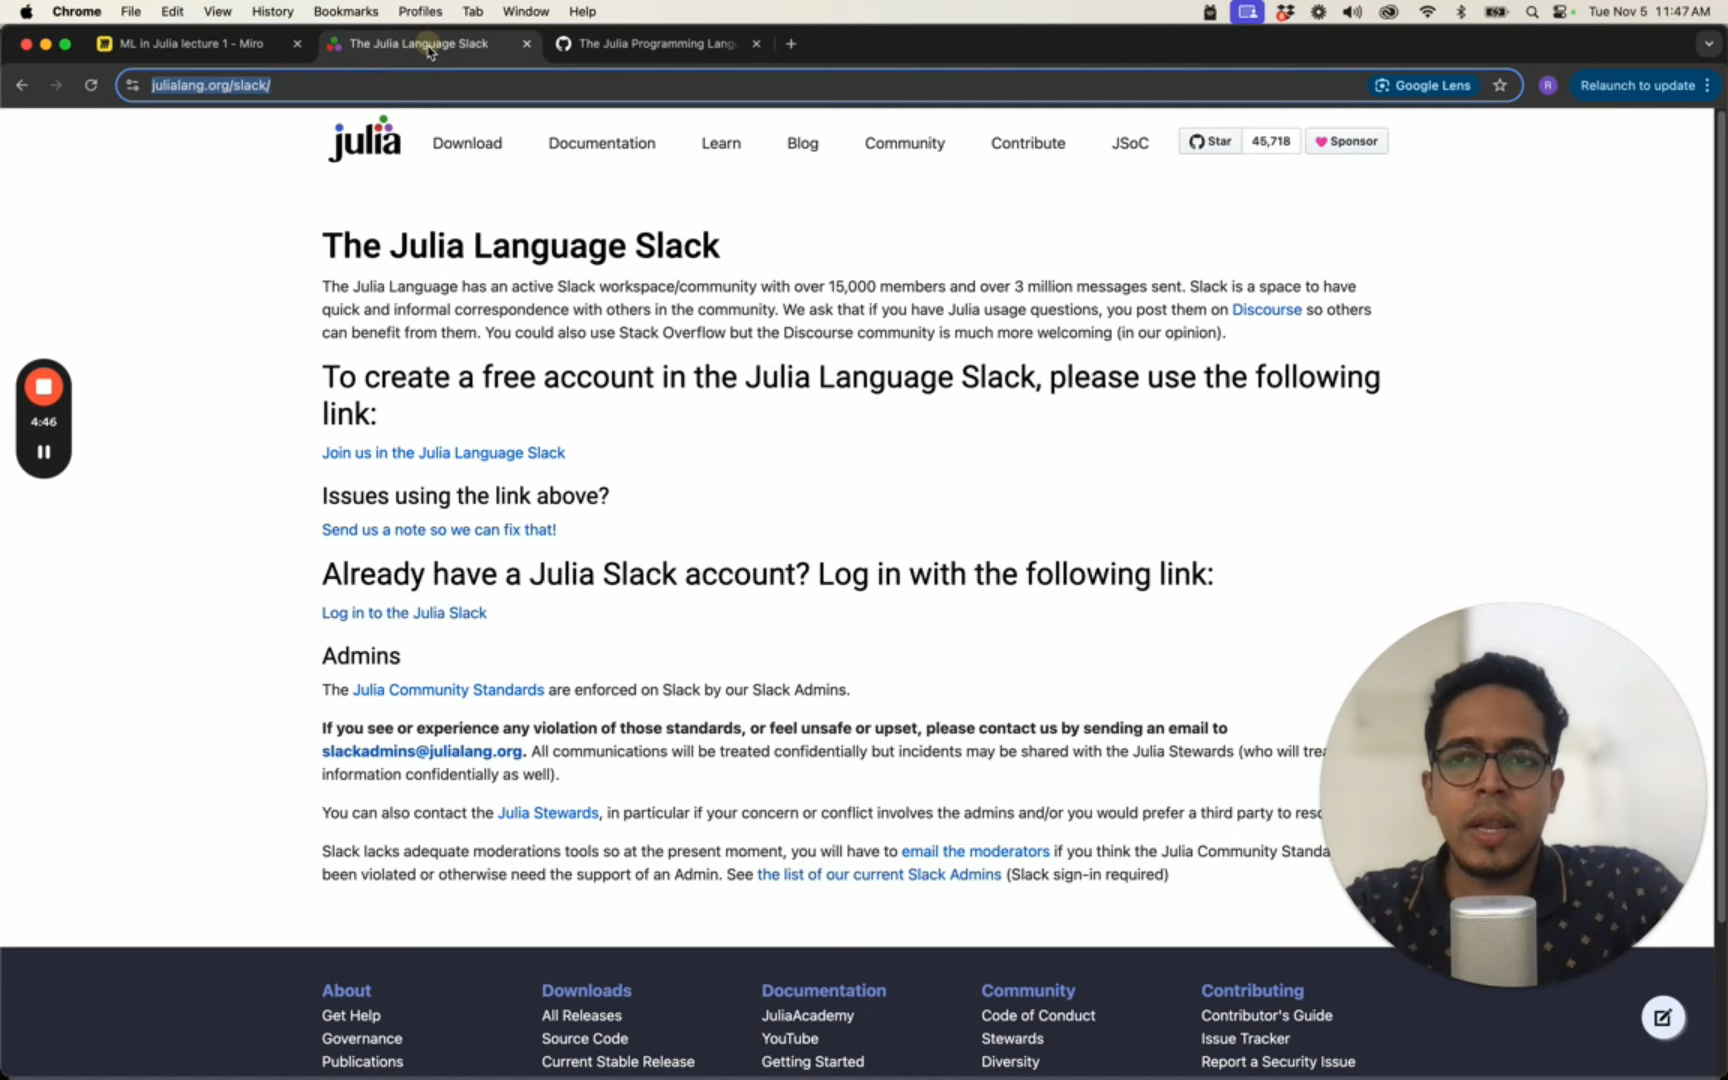 Chrome File Edit View History Bookmarks Profiles Tab Window Help Tue Nov 5 11:47 AM
ML in Julia lecture 1 - Miro The Julia Language Slack The Julia Programming Lang
julialang.org/slack/ Google Lens R Relaunch to update
julia Download Documentation Learn Blog Community Contribute JSoC Star 45,718 Sponsor
The Julia Language Slack
The Julia Language has an active Slack workspace/community with over 15,000 members and over 3 million messages sent. Slack is a space to have
quick and informal correspondence with others in the community. We ask that if you have Julia usage questions, you post them on Discourse so others
can benefit from them. You could also use Stack Overflow but the Discourse community is much more welcoming (in our opinion).
To create a free account in the Julia Language Slack, please use the following
link:
4:46
Join us in the Julia Language Slack
Issues using the link above?
Send us a note so we can fix that!
Already have a Julia Slack account? Log in with the following link:
Log in to the Julia Slack
Admins
The Julia Community Standards are enforced on Slack by our Slack Admins.
If you see or experience any violation of those standards, or feel unsafe or upset, please contact us by sending an email to
slackadmins@julialang.org. All communications will be treated confidentially but incidents may be shared with the Julia Stewards (who will trea
information confidentially as well).
You can also contact the Julia Stewards, in particular if your concern or conflict involves the admins and/or you would prefer a third party to reso
Slack lacks adequate moderations tools so at the present moment, you will have to email the moderators if you think the Julia Community Standa
been violated or otherwise need the support of an Admin. See the list of our current Slack Admins (Slack sign-in required)
About Downloads Documentation Community Contributing
Get Help All Releases JuliaAcademy Code of Conduct Contributor's Guide
Governance Source Code YouTube Stewards Issue Tracker
Publications Current Stable Release Getting Started Diversity Report a Security Issue